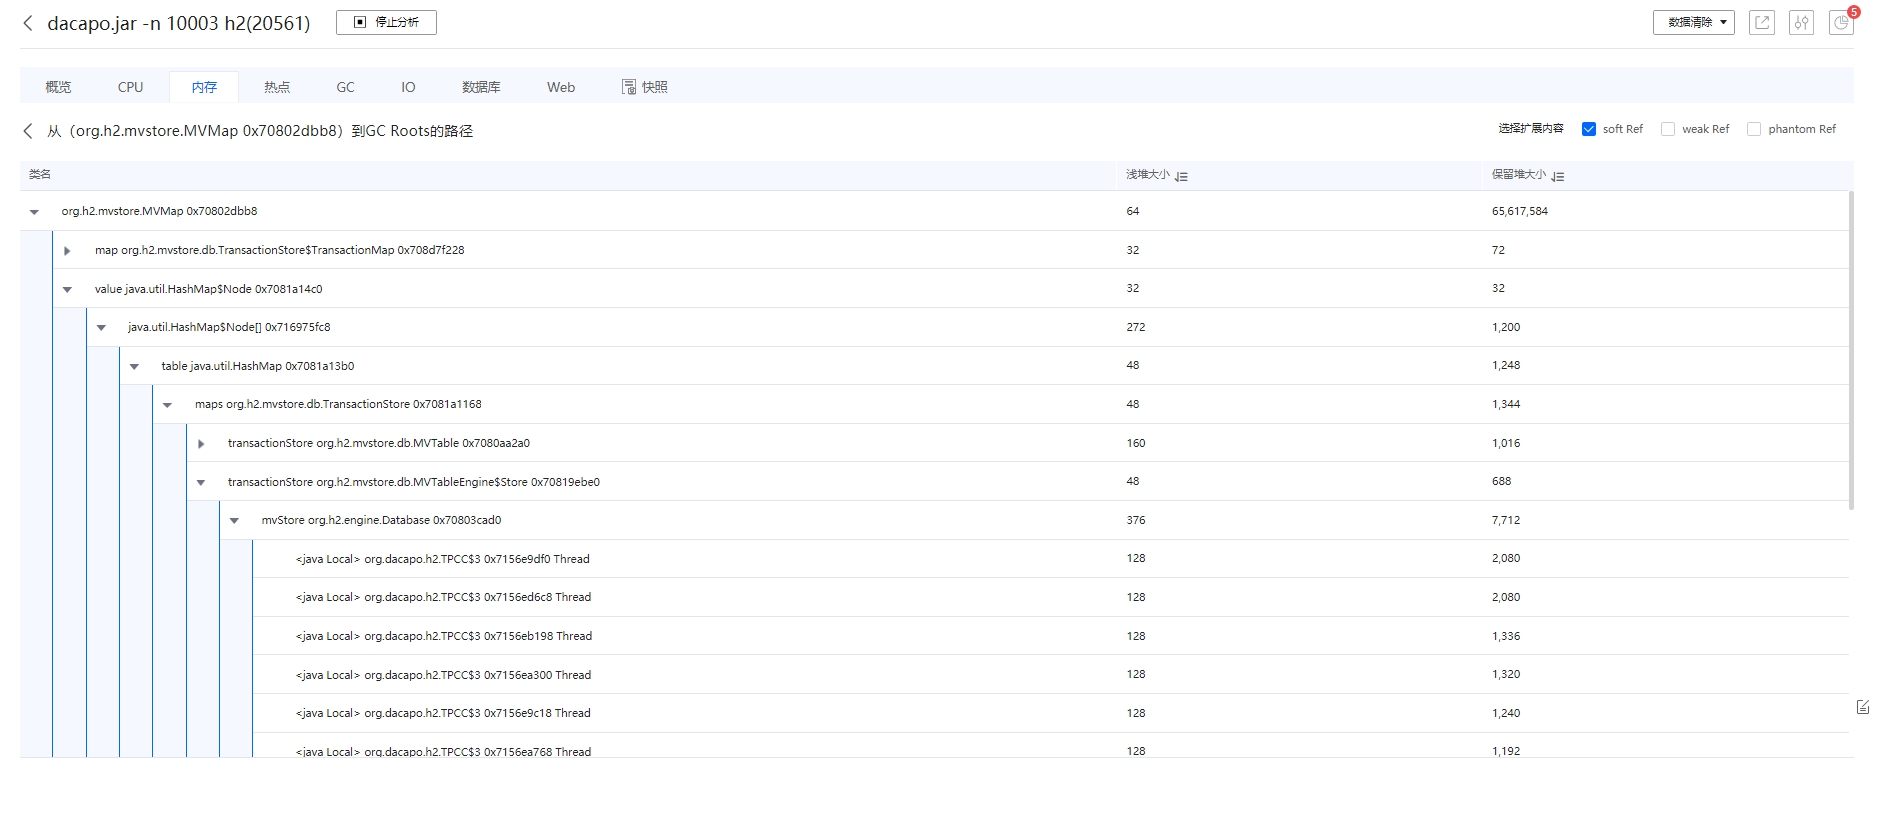 dacapo.jar -n 10003 h2(20561) 停止分析 数据清除 5
概览 CPU 内存 热点 GC IO 数据库 Web 快照
从（org.h2.mvstore.MVMap 0x70802dbb8）到GC Roots的路径 选择扩展内容 soft Ref weak Ref phantom Ref
类名 浅堆大小 保留堆大小
org.h2.mvstore.MVMap 0x70802dbb8 64 65,617,584
map org.h2.mvstore.db.TransactionStore$TransactionMap 0x708d7f228 32 72
value java.util.HashMap$Node 0x7081a14c0 32 32
java.util.HashMap$Node[] 0x716975fc8 272 1,200
table java.util.HashMap 0x7081a13b0 48 1,248
maps org.h2.mvstore.db.TransactionStore 0x7081a1168 48 1,344
transactionStore org.h2.mvstore.db.MVTable 0x7080aa2a0 160 1,016
transactionStore org.h2.mvstore.db.MVTableEngine$Store 0x70819ebe0 48 688
mvStore org.h2.engine.Database 0x70803cad0 376 7,712
<java Local> org.dacapo.h2.TPCC$3 0x7156e9df0 Thread 128 2,080
<java Local> org.dacapo.h2.TPCC$3 0x7156ed6c8 Thread 128 2,080
<java Local> org.dacapo.h2.TPCC$3 0x7156eb198 Thread 128 1,336
<java Local> org.dacapo.h2.TPCC$3 0x7156ea300 Thread 128 1,320
<java Local> org.dacapo.h2.TPCC$3 0x7156e9c18 Thread 128 1,240
<java Local> org.dacapo.h2.TPCC$3 0x7156ea768 Thread 128 1,192